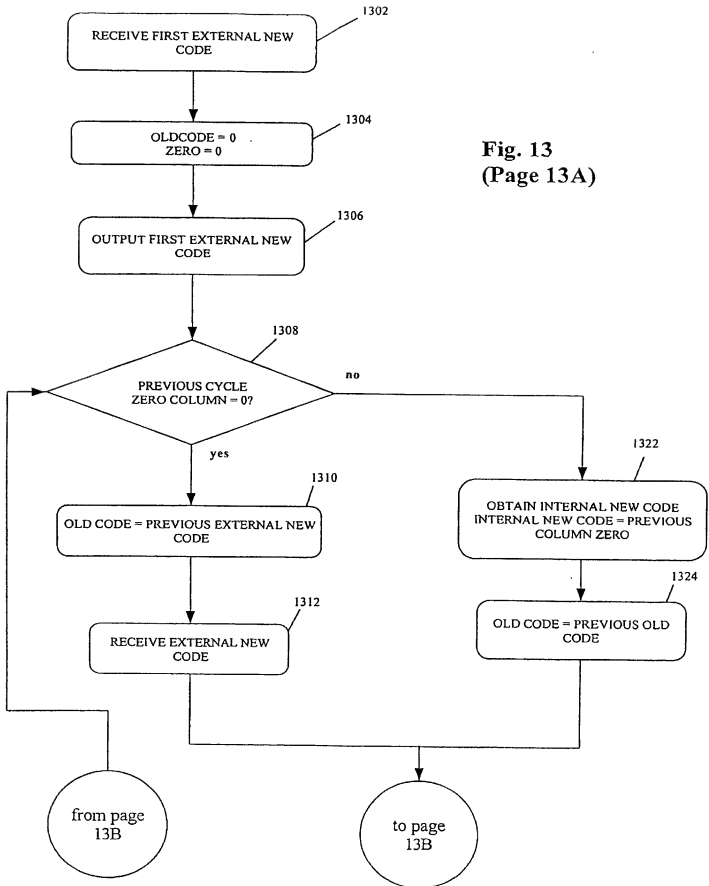 1302
RECEIVE FIRST EXTERNAL NEW
CODE
1304
OLDCODE = 0
ZERO = 0
Fig. 13
(Page 13A)
1306
OUTPUT FIRST EXTERNAL NEW
CODE
1308
PREVIOUS CYCLE
ZERO COLUMN = 0?
no
yes
1310
OLD CODE = PREVIOUS EXTERNAL NEW
CODE
1322
OBTAIN INTERNAL NEW CODE
INTERNAL NEW CODE = PREVIOUS
COLUMN ZERO
1312
RECEIVE EXTERNAL NEW
CODE
1324
OLD CODE = PREVIOUS OLD
CODE
from page
13B
to page
13B